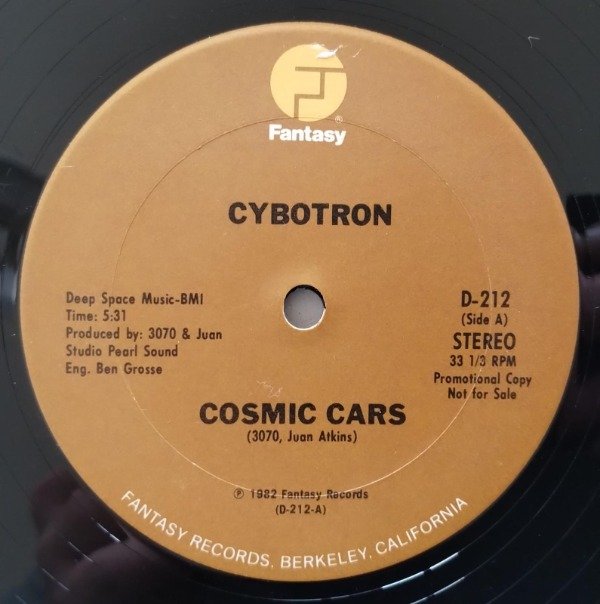 Fantasy®
CYBOTRON
Deep Space Music-BMI
Time: 5:31
Produced by: 3070 & Juan
Studio Pearl Sound
Eng. Ben Grosse
D-212
(Side A)
STEREO
33 1/3 RPM
Promotional Copy
Not for Sale
COSMIC CARS
(3070, Juan Atkins)
℗ 1982 Fantasy Records
(D-212-A)
FANTASY RECORDS, BERKELEY, CALIFORNIA